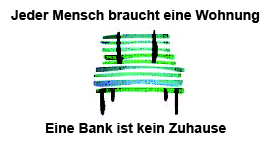 Jeder Mensch braucht eine Wohnung
Eine Bank ist kein Zuhause